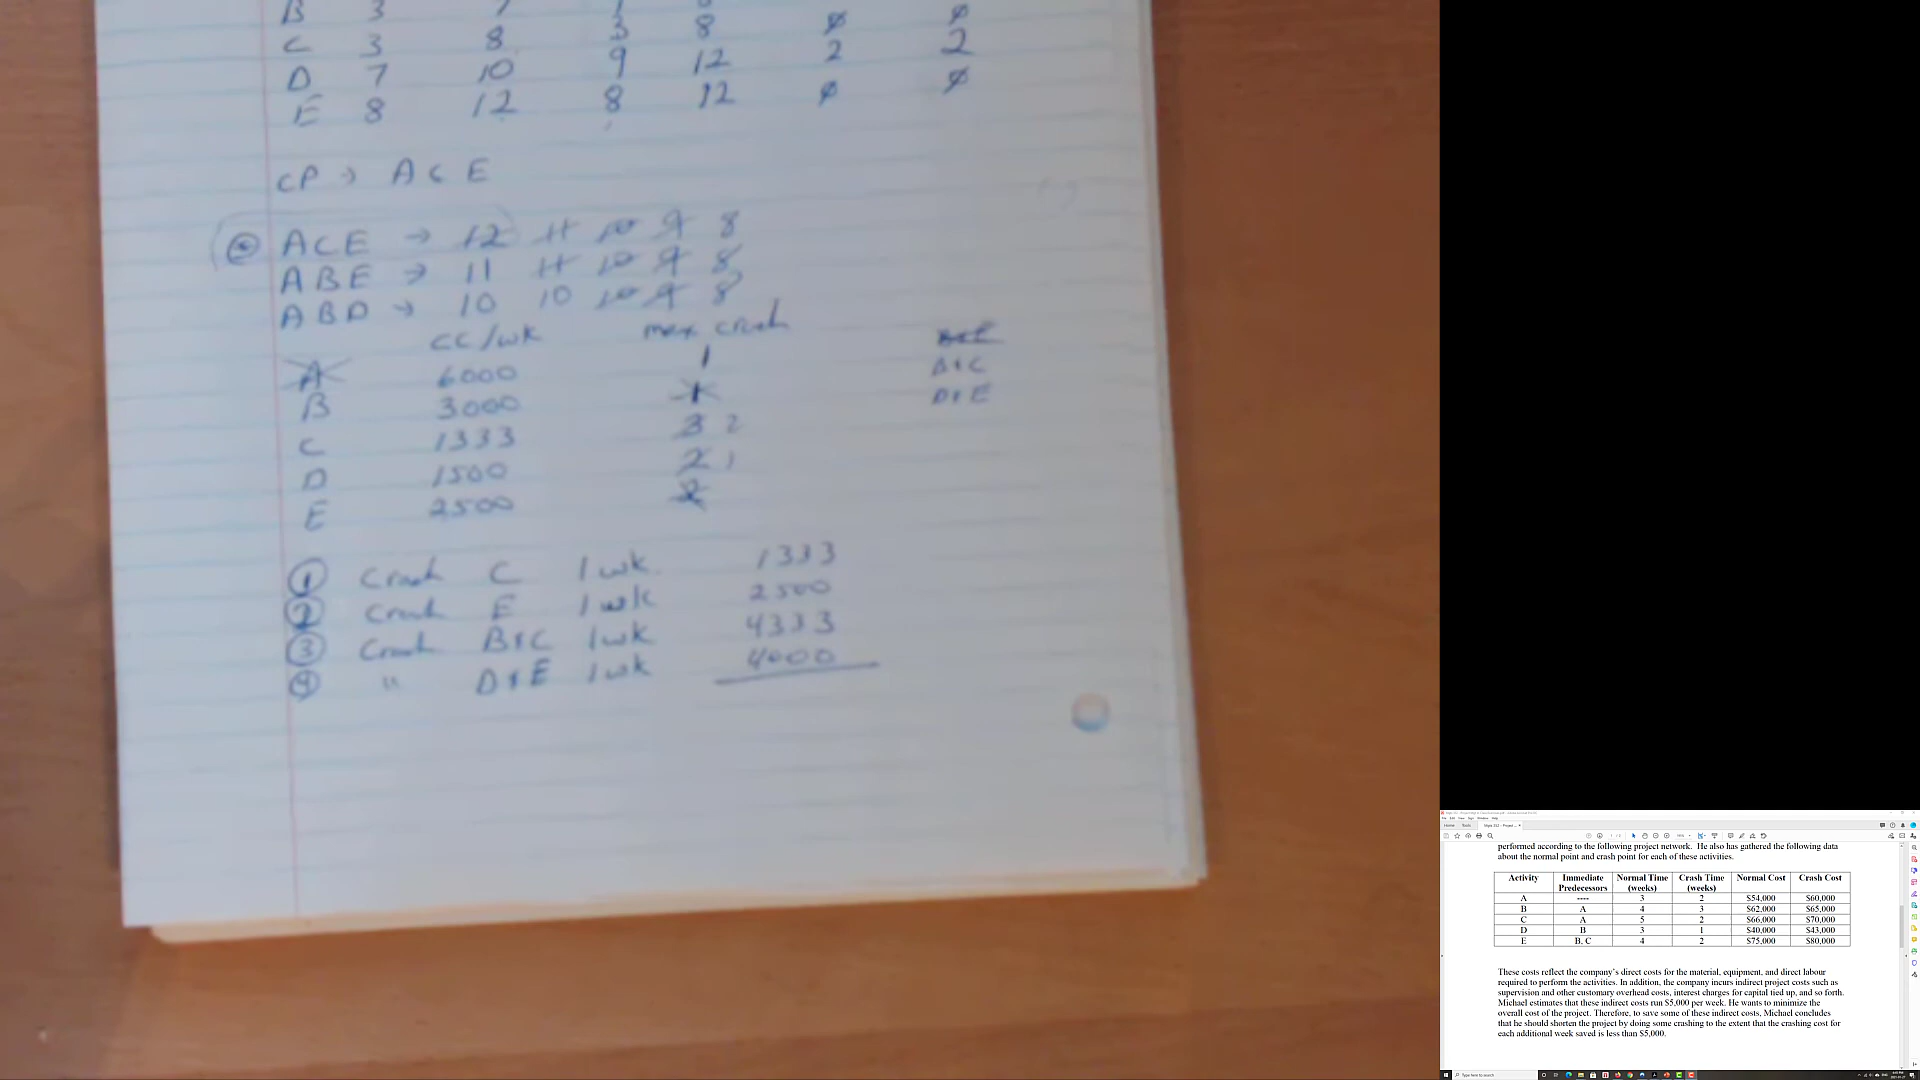 B 3 7
C 3 8 3 8 ∅ ∅
D 7 10 9 12 2 2
E 8 12 8 12 ∅ ∅
CP → A C E
ACE → 12 11 10 9 8
ABE → 11 11 10 9 8
ABD → 10 10 10 9 8
CC/wk max crash
A 6000 1
B 3000 1 B+C
C 1333 3 2 D+E
D 1500 2 1
E 2500 2
① Crash C 1 wk. 1333
② Crash E 1 wk 2500
③ Crash B+C 1 wk 4333
④ " D+E 1 wk 4000
performed according to the following project network. He also has gathered the following data
about the normal point and crash point for each of these activities.
Activity Immediate Predecessors Normal Time (weeks) Crash Time (weeks) Normal Cost Crash Cost
A ---- 3 2 $54,000 $60,000
B A 4 3 $62,000 $65,000
C A 5 2 $66,000 $70,000
D B 3 1 $40,000 $43,000
E B, C 4 2 $75,000 $80,000
These costs reflect the company's direct costs for the material, equipment, and direct labour
required to perform the activities. In addition, the company incurs indirect project costs such as
supervision and other customary overhead costs, interest charges for capital tied up, and so forth.
Michael estimates that these indirect costs run $5,000 per week. He wants to minimize the
overall cost of the project. Therefore, to save some of these indirect costs, Michael concludes
that he should shorten the project by doing some crashing to the extent that the crashing cost for
each additional week saved is less than $5,000.